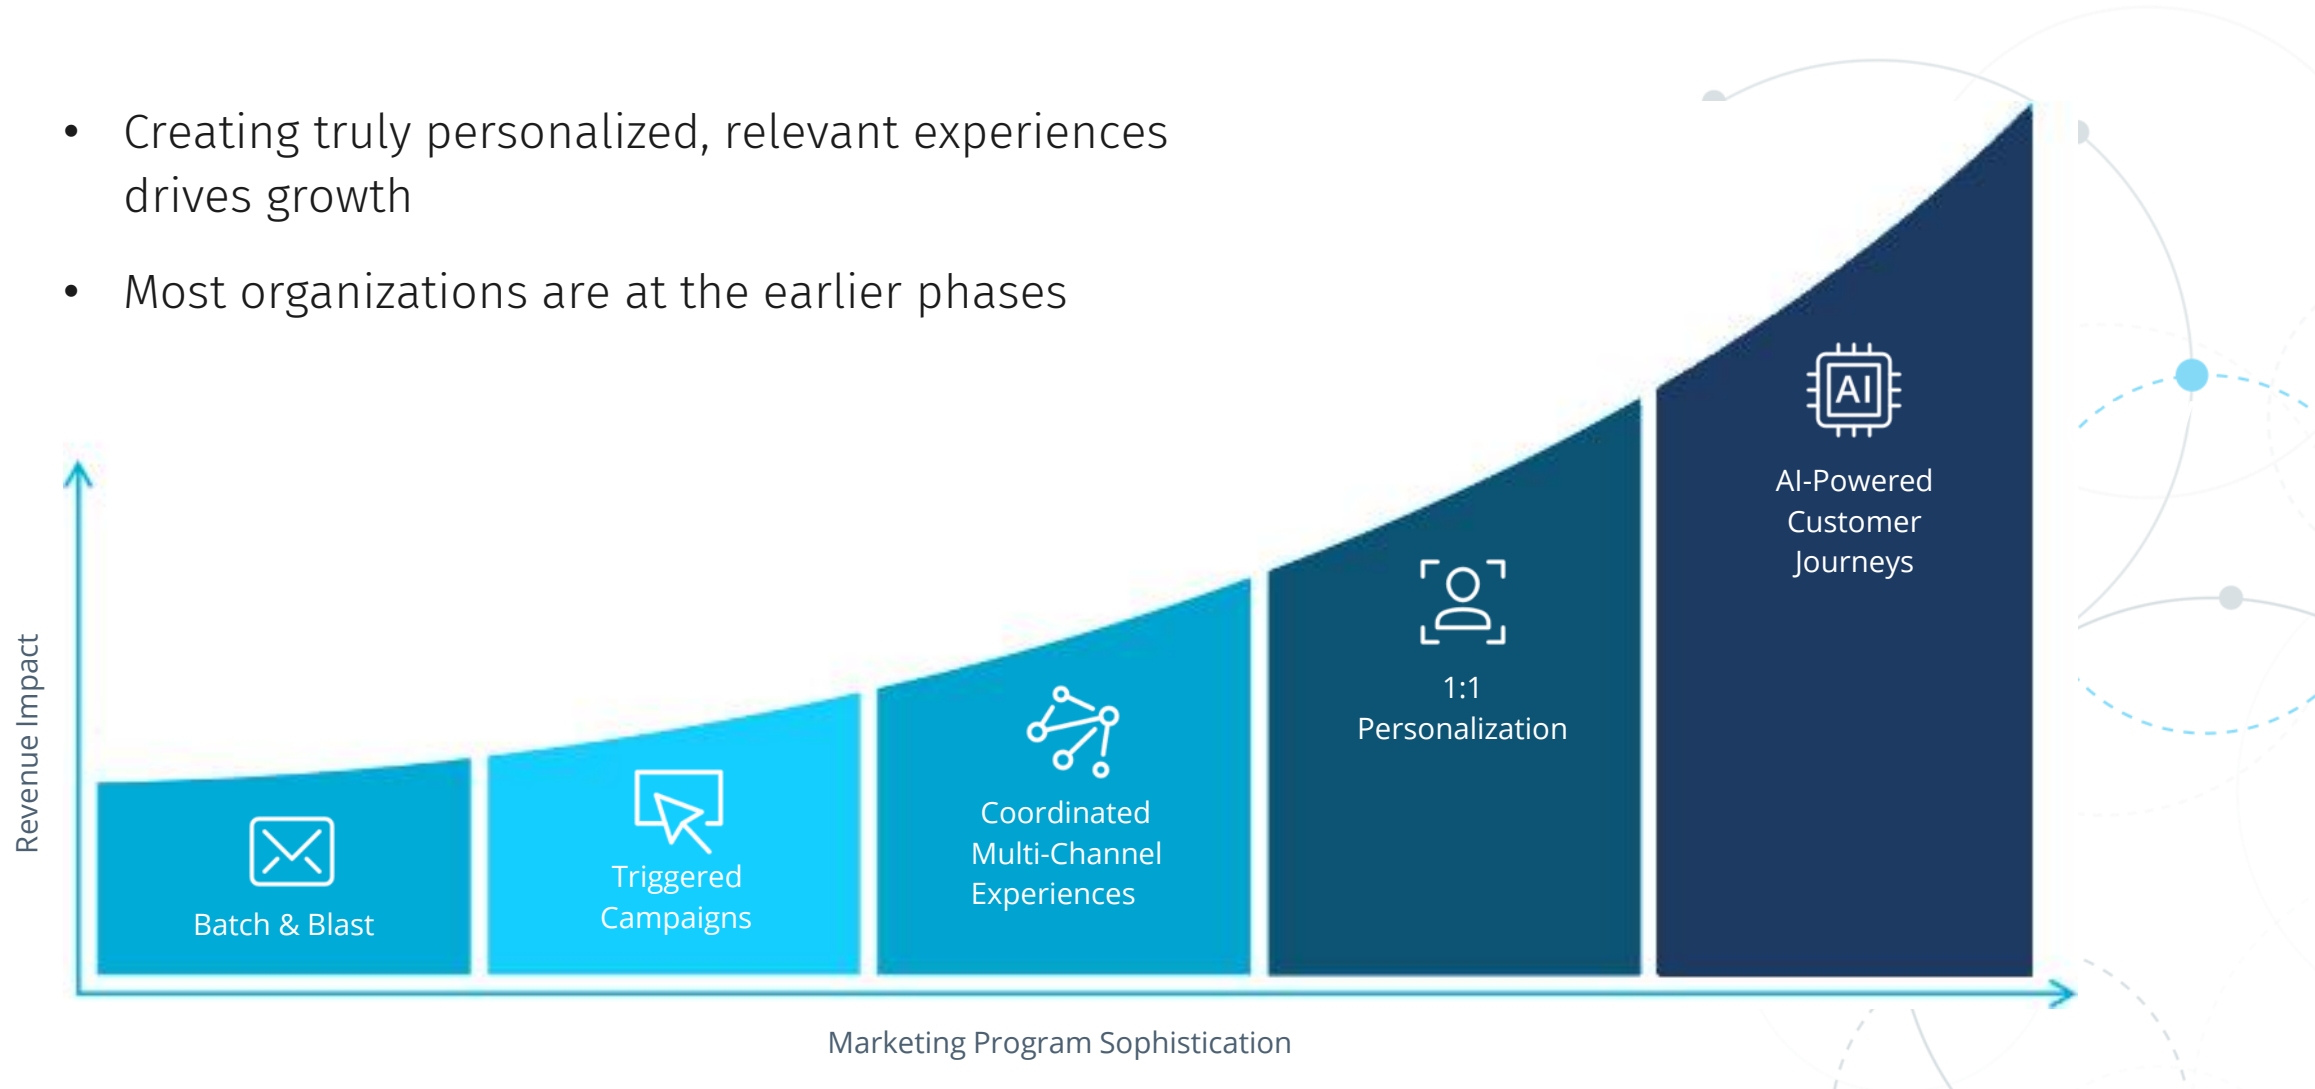 • Creating truly personalized, relevant experiences
drives growth
• Most organizations are at the earlier phases
Revenue Impact
Batch & Blast
Triggered
Campaigns
Coordinated
Multi-Channel
Experiences
1:1
Personalization
AI
AI-Powered
Customer
Journeys
Marketing Program Sophistication